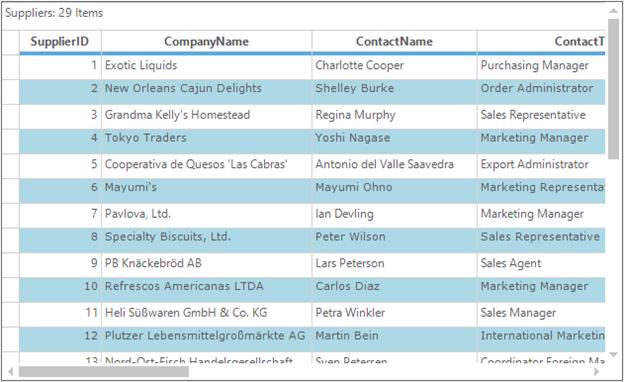 Suppliers: 29 Items
SupplierID CompanyName ContactName ContactT
1 Exotic Liquids Charlotte Cooper Purchasing Manager
2 New Orleans Cajun Delights Shelley Burke Order Administrator
3 Grandma Kelly's Homestead Regina Murphy Sales Representative
4 Tokyo Traders Yoshi Nagase Marketing Manager
5 Cooperativa de Quesos 'Las Cabras' Antonio del Valle Saavedra Export Administrator
6 Mayumi's Mayumi Ohno Marketing Representa
7 Pavlova, Ltd. Ian Devling Marketing Manager
8 Specialty Biscuits, Ltd. Peter Wilson Sales Representative
9 PB Knäckebröd AB Lars Peterson Sales Agent
10 Refrescos Americanas LTDA Carlos Diaz Marketing Manager
11 Heli Süßwaren GmbH & Co. KG Petra Winkler Sales Manager
12 Plutzer Lebensmittelgroßmärkte AG Martin Bein International Marketin
13 Nord-Ost-Fisch Handelsgesellschaft Sven Petersen Coordinator Foreign Ma